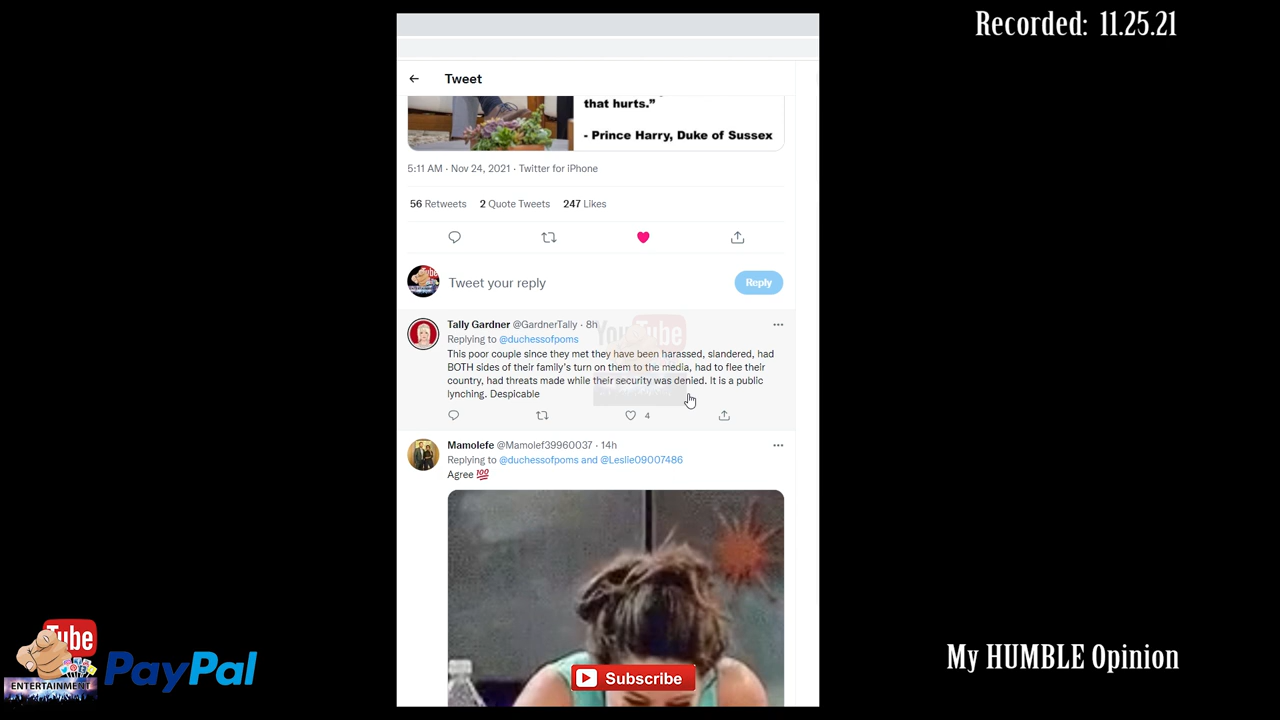 Recorded: 11.25.21
Tweet
that hurts.”
- Prince Harry, Duke of Sussex
5:11 AM · Nov 24, 2021 · Twitter for iPhone
56 Retweets 2 Quote Tweets 247 Likes
Tweet your reply
Reply
Tally Gardner @GardnerTally · 8h
Replying to @duchessofpoms
This poor couple since they met they have been harassed, slandered, had
BOTH sides of their family's turn on them to the media, had to flee their
country, had threats made while their security was denied. It is a public
lynching. Despicable
4
YouTube
Mamolefe @Mamolef39960037 · 14h
Replying to @duchessofpoms and @Leslie09007486
Agree 💯
Subscribe
Tube
ENTERTAINMENT
PayPal
My HUMBLE Opinion